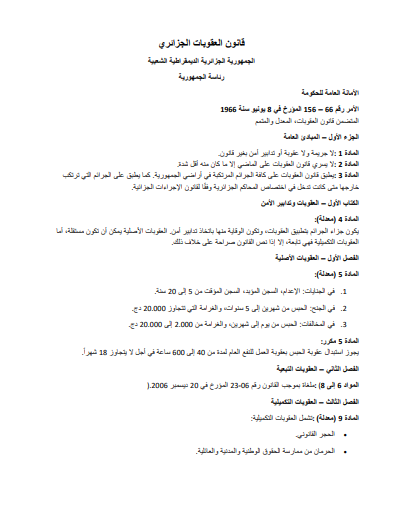 قانون العقوبات الجزائري
الجمهورية الجزائرية الديمقراطية الشعبية
رئاسة الجمهورية
الأمانة العامة للحكومة
الأمر رقم 66 – 156 المؤرخ في 8 يونيو سنة 1966
المتضمن قانون العقوبات، المعدل والمتمم
الجزء الأول – المبادئ العامة
المادة 1 :لا جريمة ولا عقوبة أو تدابير أمن بغير قانون.
المادة 2 :لا يسري قانون العقوبات على الماضي إلا ما كان منه أقل شدة.
المادة 3 :يطبق قانون العقوبات على كافة الجرائم المرتكبة في أراضي الجمهورية. كما يطبق على الجرائم التي ترتكب
خارجها متى كانت تدخل في اختصاص المحاكم الجزائرية وفقًا لقانون الإجراءات الجزائية.
الكتاب الأول – العقوبات وتدابير الأمن
المادة 4 (معدلة):
يكون جزاء الجرائم بتطبيق العقوبات، وتكون الوقاية منها باتخاذ تدابير أمن. العقوبات الأصلية يمكن أن تكون مستقلة، أما
العقوبات التكميلية فهي تابعة، إلا إذا نص القانون صراحة على خلاف ذلك.
الفصل الأول – العقوبات الأصلية
المادة 5 (معدلة):
1. في الجنايات: الإعدام، السجن المؤبد، السجن المؤقت من 5 إلى 20 سنة.
2. في الجنح: الحبس من شهرين إلى 5 سنوات، والغرامة التي تتجاوز 20.000 دج.
3. في المخالفات: الحبس من يوم إلى شهرين، والغرامة من 2.000 إلى 20.000 دج.
المادة 5 مكرر:
يجوز استبدال عقوبة الحبس بعقوبة العمل للنفع العام لمدة من 40 إلى 600 ساعة في أجل لا يتجاوز 18 شهراً.
الفصل الثاني – العقوبات التبعية
المواد 6 إلى 8) :ملغاة بموجب القانون رقم 06-23 المؤرخ في 20 ديسمبر 2006.(
الفصل الثالث – العقوبات التكميلية
المادة 9 (معدلة) :تشمل العقوبات التكميلية:
• الحجر القانوني.
• الحرمان من ممارسة الحقوق الوطنية والمدنية والعائلية.